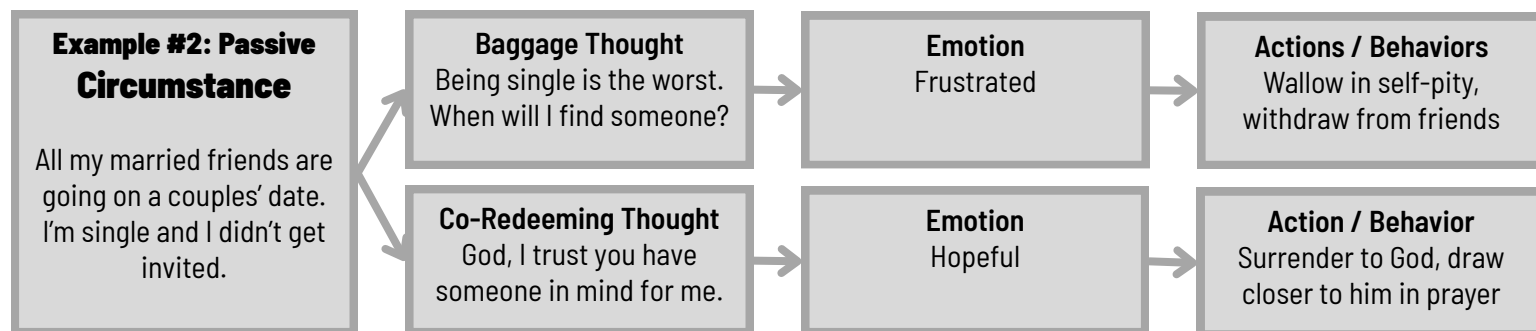 Example #2: Passive
Circumstance
All my married friends are
going on a couples’ date.
I’m single and I didn’t get
invited.
Baggage Thought
Being single is the worst.
When will I find someone?
Emotion
Frustrated
Actions / Behaviors
Wallow in self-pity,
withdraw from friends
Co-Redeeming Thought
God, I trust you have
someone in mind for me.
Emotion
Hopeful
Action / Behavior
Surrender to God, draw
closer to him in prayer